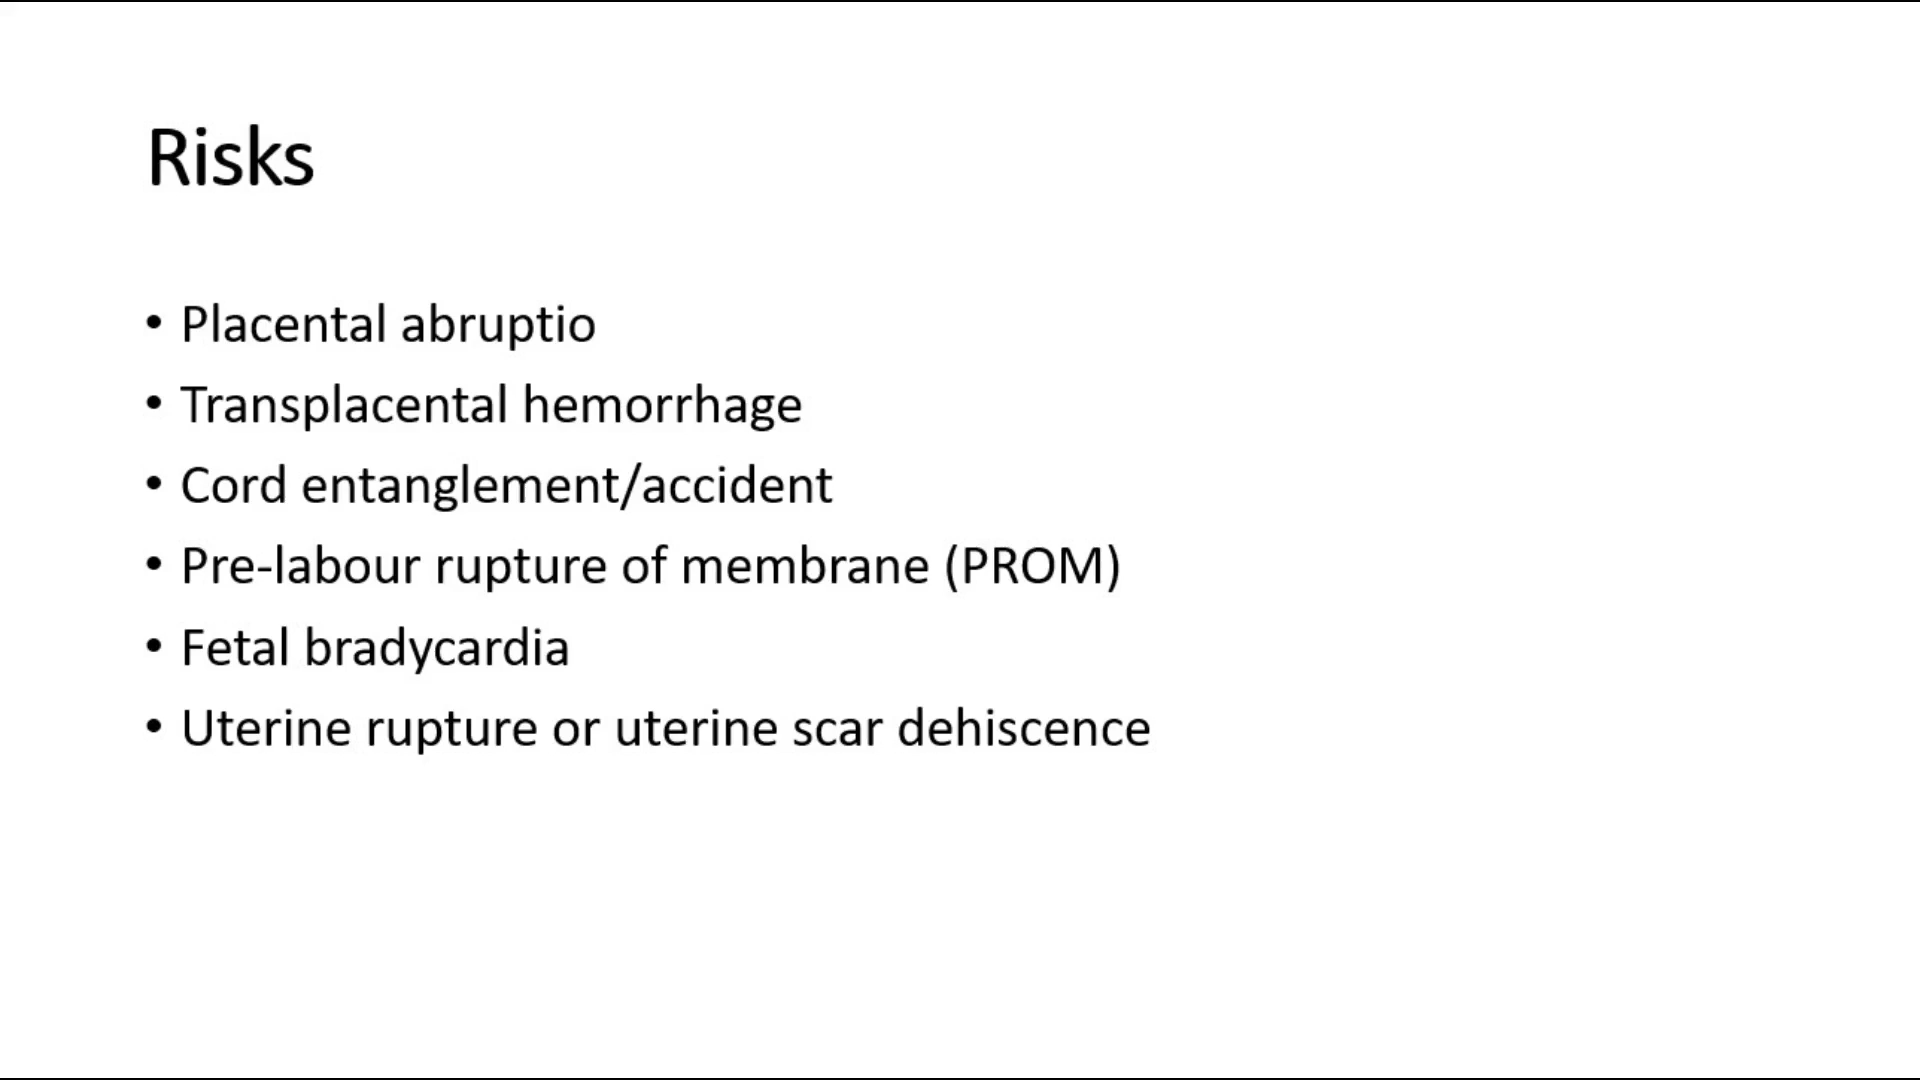 Risks
• Placental abruptio
• Transplacental hemorrhage
• Cord entanglement/accident
• Pre-labour rupture of membrane (PROM)
• Fetal bradycardia
• Uterine rupture or uterine scar dehiscence